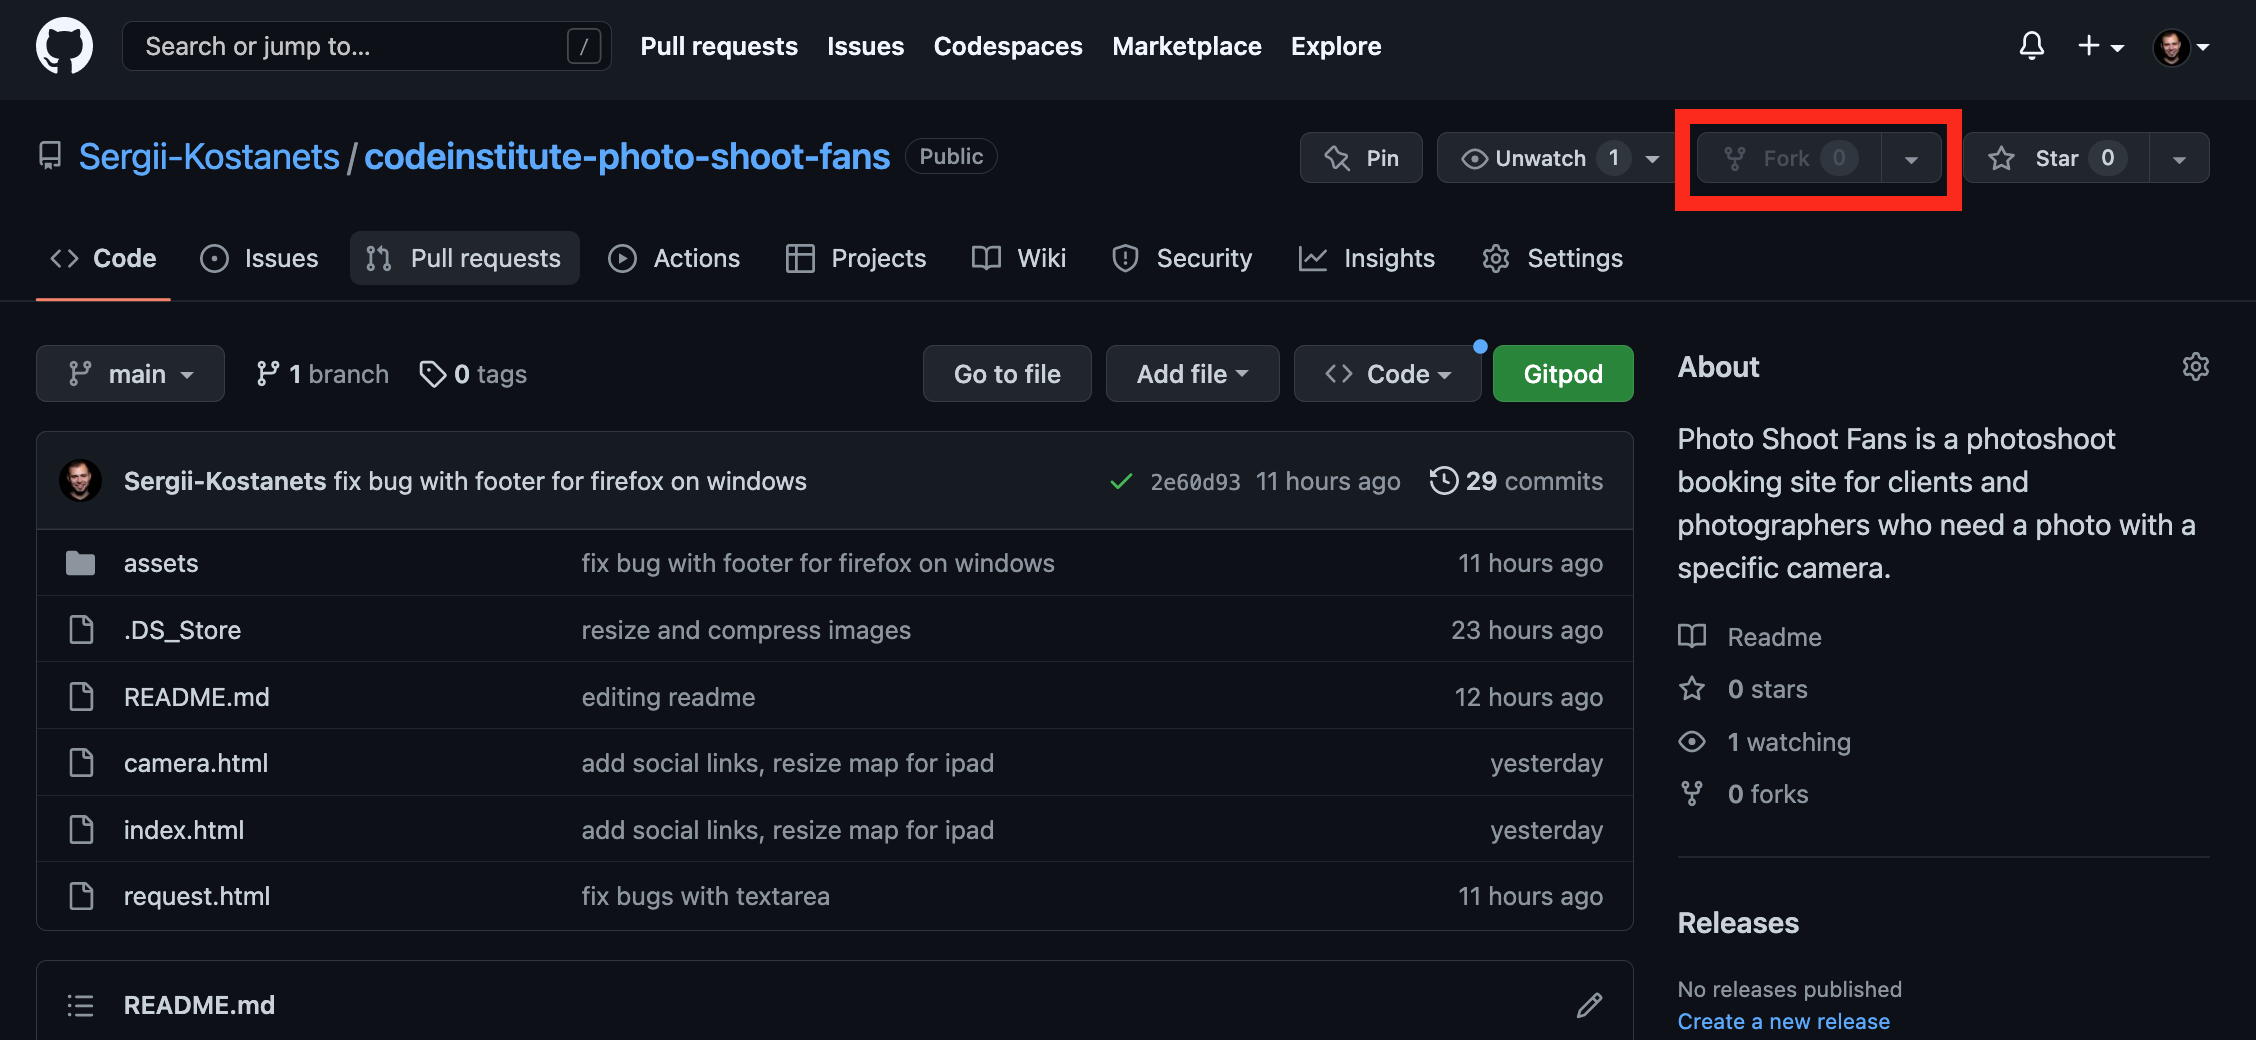 Search or jump to... / Pull requests Issues Codespaces Marketplace Explore
Sergii-Kostanets / codeinstitute-photo-shoot-fans Public Pin Unwatch 1 Fork 0 Star 0
Code Issues Pull requests Actions Projects Wiki Security Insights Settings
main 1 branch 0 tags Go to file Add file Code Gitpod
Sergii-Kostanets fix bug with footer for firefox on windows 2e60d93 11 hours ago 29 commits
assets fix bug with footer for firefox on windows 11 hours ago
.DS_Store resize and compress images 23 hours ago
README.md editing readme 12 hours ago
camera.html add social links, resize map for ipad yesterday
index.html add social links, resize map for ipad yesterday
request.html fix bugs with textarea 11 hours ago
README.md
About
Photo Shoot Fans is a photoshoot
booking site for clients and
photographers who need a photo with a
specific camera.
Readme
0 stars
1 watching
0 forks
Releases
No releases published
Create a new release